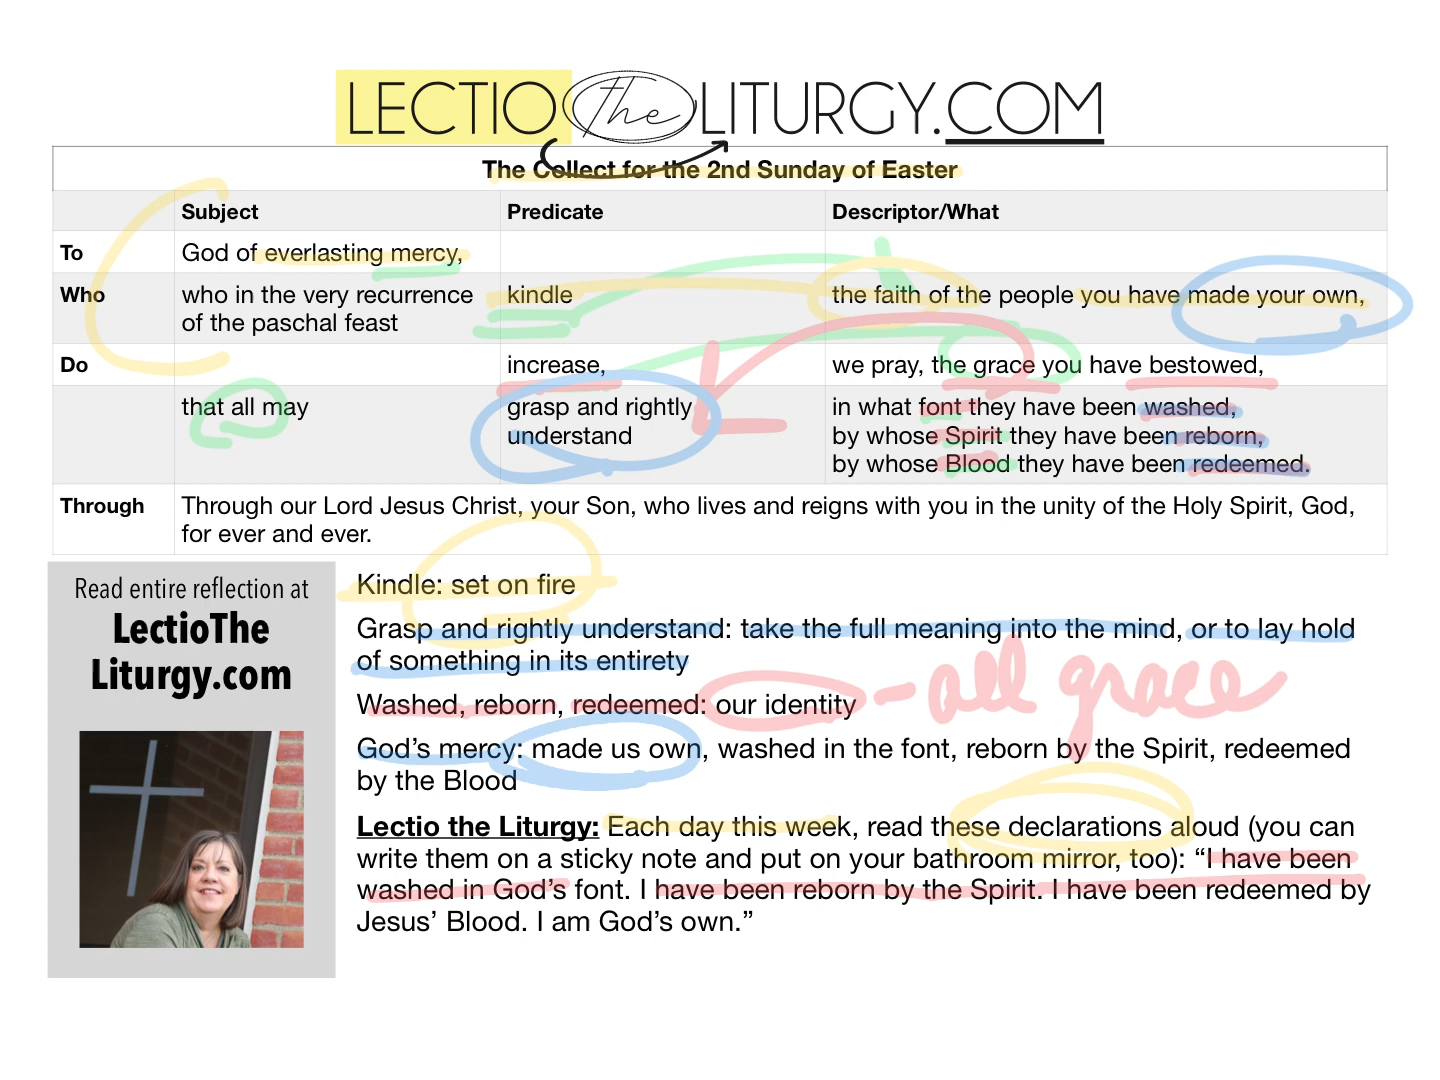 LECTIO the LITURGY.COM
The Collect for the 2nd Sunday of Easter
Subject Predicate Descriptor/What
To God of everlasting mercy,
Who who in the very recurrence kindle the faith of the people you have made your own,
of the paschal feast
Do increase, we pray, the grace you have bestowed,
that all may grasp and rightly in what font they have been washed,
understand by whose Spirit they have been reborn,
by whose Blood they have been redeemed.
Through Through our Lord Jesus Christ, your Son, who lives and reigns with you in the unity of the Holy Spirit, God,
for ever and ever.
Read entire reflection at
LectioThe
Liturgy.com
Kindle: set on fire
Grasp and rightly understand: take the full meaning into the mind, or to lay hold
of something in its entirety
Washed, reborn, redeemed: our identity - all grace
God's mercy: made us own, washed in the font, reborn by the Spirit, redeemed
by the Blood
Lectio the Liturgy: Each day this week, read these declarations aloud (you can
write them on a sticky note and put on your bathroom mirror, too): “I have been
washed in God's font. I have been reborn by the Spirit. I have been redeemed by
Jesus' Blood. I am God's own.”